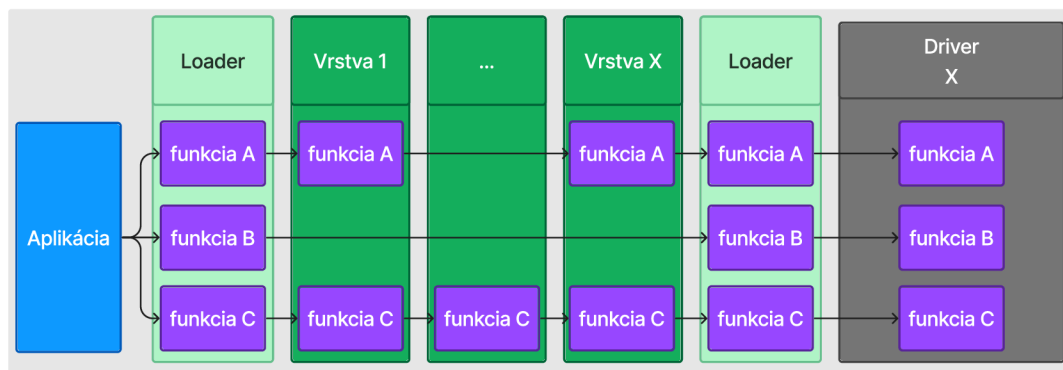 Loader
Vrstva 1
...
Vrstva X
Loader
Driver
X
Aplikácia
funkcia A
funkcia A
funkcia A
funkcia A
funkcia A
funkcia B
funkcia B
funkcia B
funkcia C
funkcia C
funkcia C
funkcia C
funkcia C
funkcia C